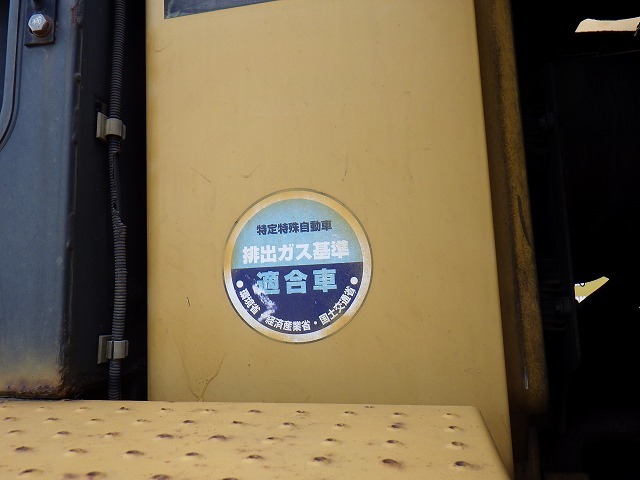 特定特殊自動車
排出ガス基準
適合車
環境省・経済産業省・国土交通省